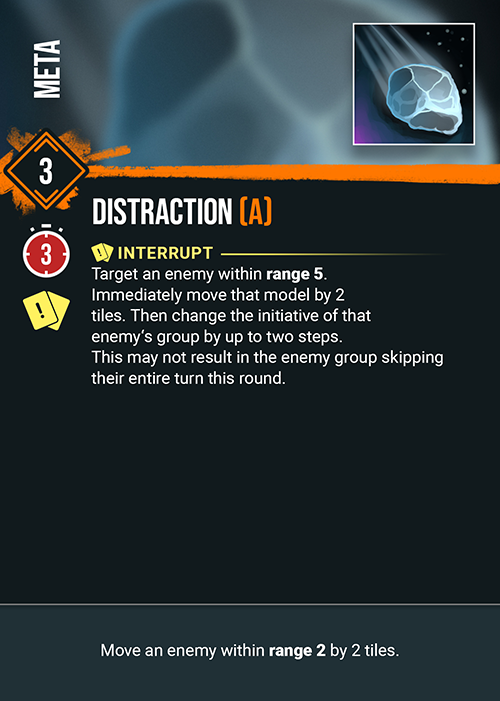 META
3
DISTRACTION (A)
3
! INTERRUPT
Target an enemy within range 5.
Immediately move that model by 2
tiles. Then change the initiative of that
enemy's group by up to two steps.
This may not result in the enemy group skipping
their entire turn this round.
!
Move an enemy within range 2 by 2 tiles.